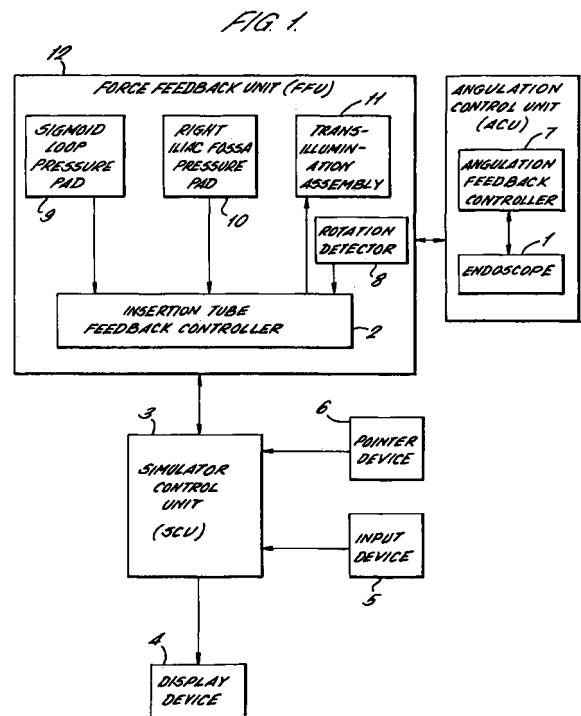 FIG. 1.
12
FORCE FEEDBACK UNIT (FFU)
SIGMOID
LOOP
PRESSURE
PAD
9
RIGHT
ILIAC FOSSA
PRESSURE
PAD
10
11
TRANS-
ILLUMIN-
ATION
ASSEMBLY
ROTATION
DETECTOR
8
INSERTION TUBE
FEEDBACK CONTROLLER
2
ANGULATION
CONTROL UNIT
(ACU)
7
ANGULATION
FEEDBACK
CONTROLLER
1
ENDOSCOPE
3
SIMULATOR
CONTROL
UNIT
(SCU)
6
POINTER
DEVICE
INPUT
DEVICE
5
4
DISPLAY
DEVICE